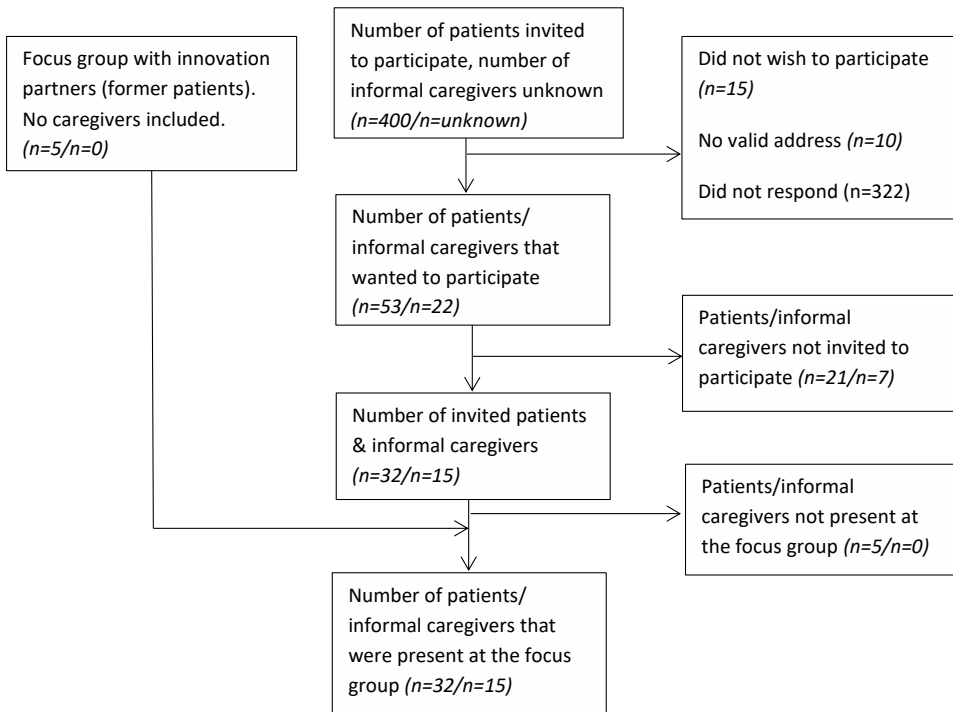 Focus group with innovation
partners (former patients).
No caregivers included.
(n=5/n=0)
Number of patients invited
to participate, number of
informal caregivers unknown
(n=400/n=unknown)
Did not wish to participate
(n=15)
No valid address (n=10)
Did not respond (n=322)
Number of patients/
informal caregivers that
wanted to participate
(n=53/n=22)
Patients/informal
caregivers not invited to
participate (n=21/n=7)
Number of invited patients
& informal caregivers
(n=32/n=15)
Patients/informal
caregivers not present at
the focus group (n=5/n=0)
Number of patients/
informal caregivers that
were present at the focus
group (n=32/n=15)